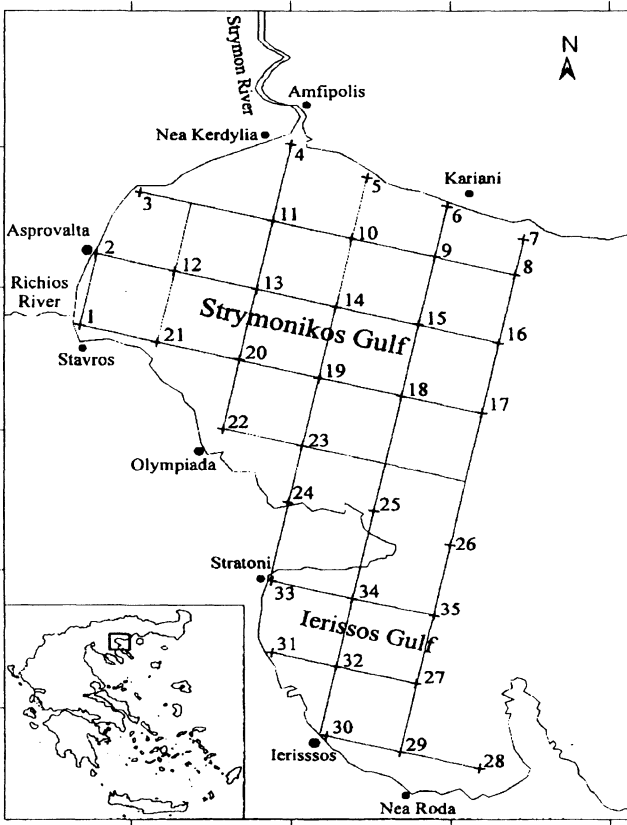 Strymon River
N
Amfipolis
Nea Kerdylia
4
Kariani
5
3
6
11
7
Asprovalta
2
10
9
8
12
Richios
River
13
14
Strymonikos Gulf
15
16
1
21
20
Stavros
19
18
17
22
23
Olympiada
24
25
26
Stratoni
33
34
35
Ierissos Gulf
31
32
27
30
Ierisssos
29
28
Nea Roda